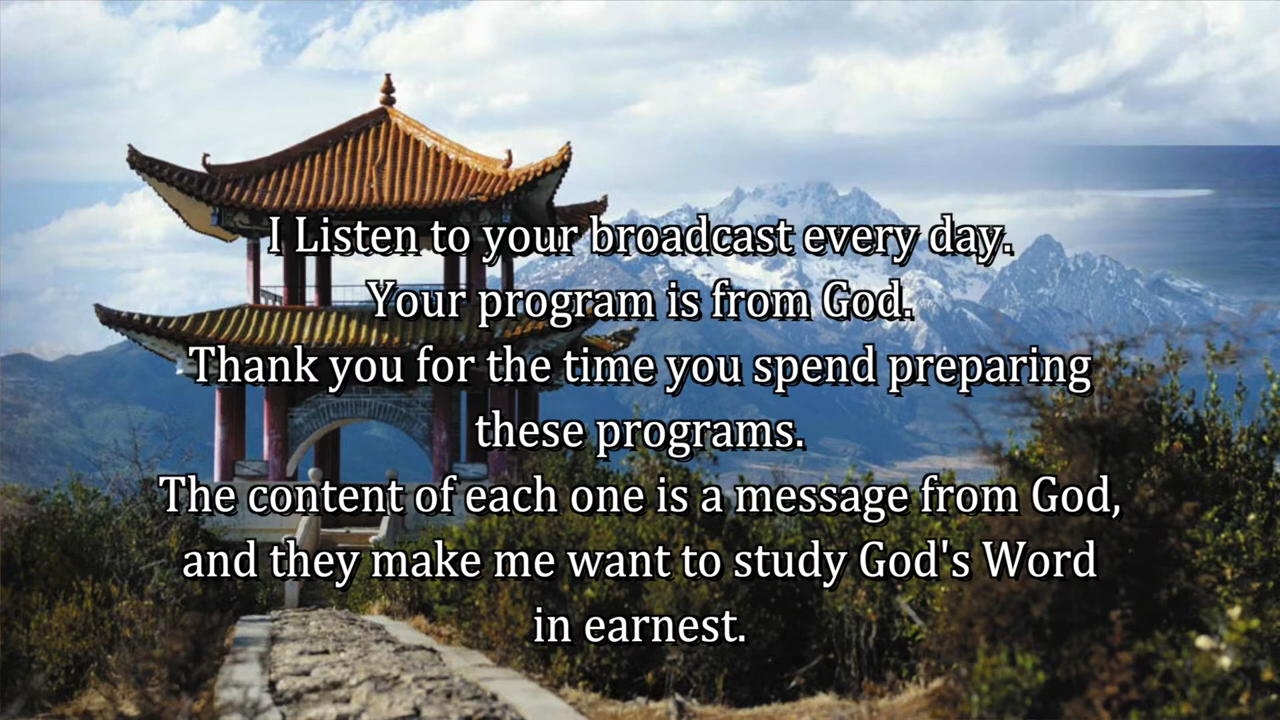 I Listen to your broadcast every day.
Your program is from God.
Thank you for the time you spend preparing
these programs.
The content of each one is a message from God,
and they make me want to study God's Word
in earnest.